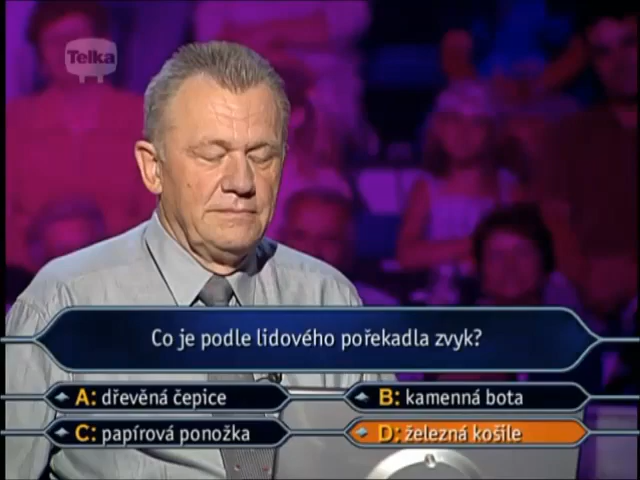 Telka
Co je podle lidového pořekadla zvyk?
A: dřevěná čepice
B: kamenná bota
C: papírová ponožka
D: železná košile